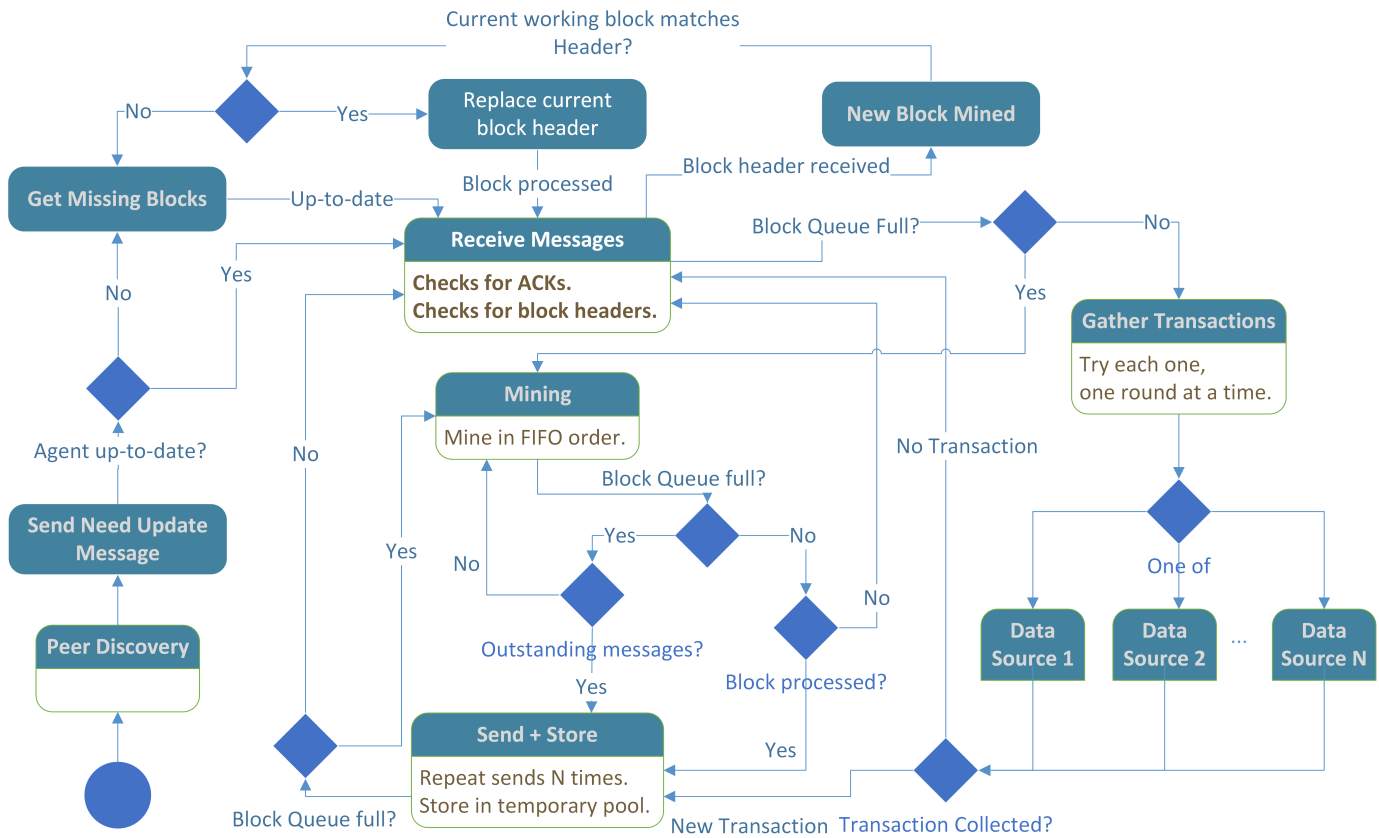 Current working block matches
Header?
No
Yes
Replace current
block header
New Block Mined
Block header received
Get Missing Blocks
Up-to-date
Block processed
Receive Messages
Checks for ACKs.
Checks for block headers.
Block Queue Full?
No
Yes
Yes
No
Gather Transactions
Try each one,
one round at a time.
Mining
Mine in FIFO order.
Agent up-to-date?
No
No Transaction
Block Queue full?
Send Need Update
Message
Yes
No
Yes
No
One of
No
Peer Discovery
Data
Source 1
Data
Source 2
...
Data
Source N
Outstanding messages?
Block processed?
Yes
Send + Store
Repeat sends N times.
Store in temporary pool.
Yes
Block Queue full?
New Transaction
Transaction Collected?